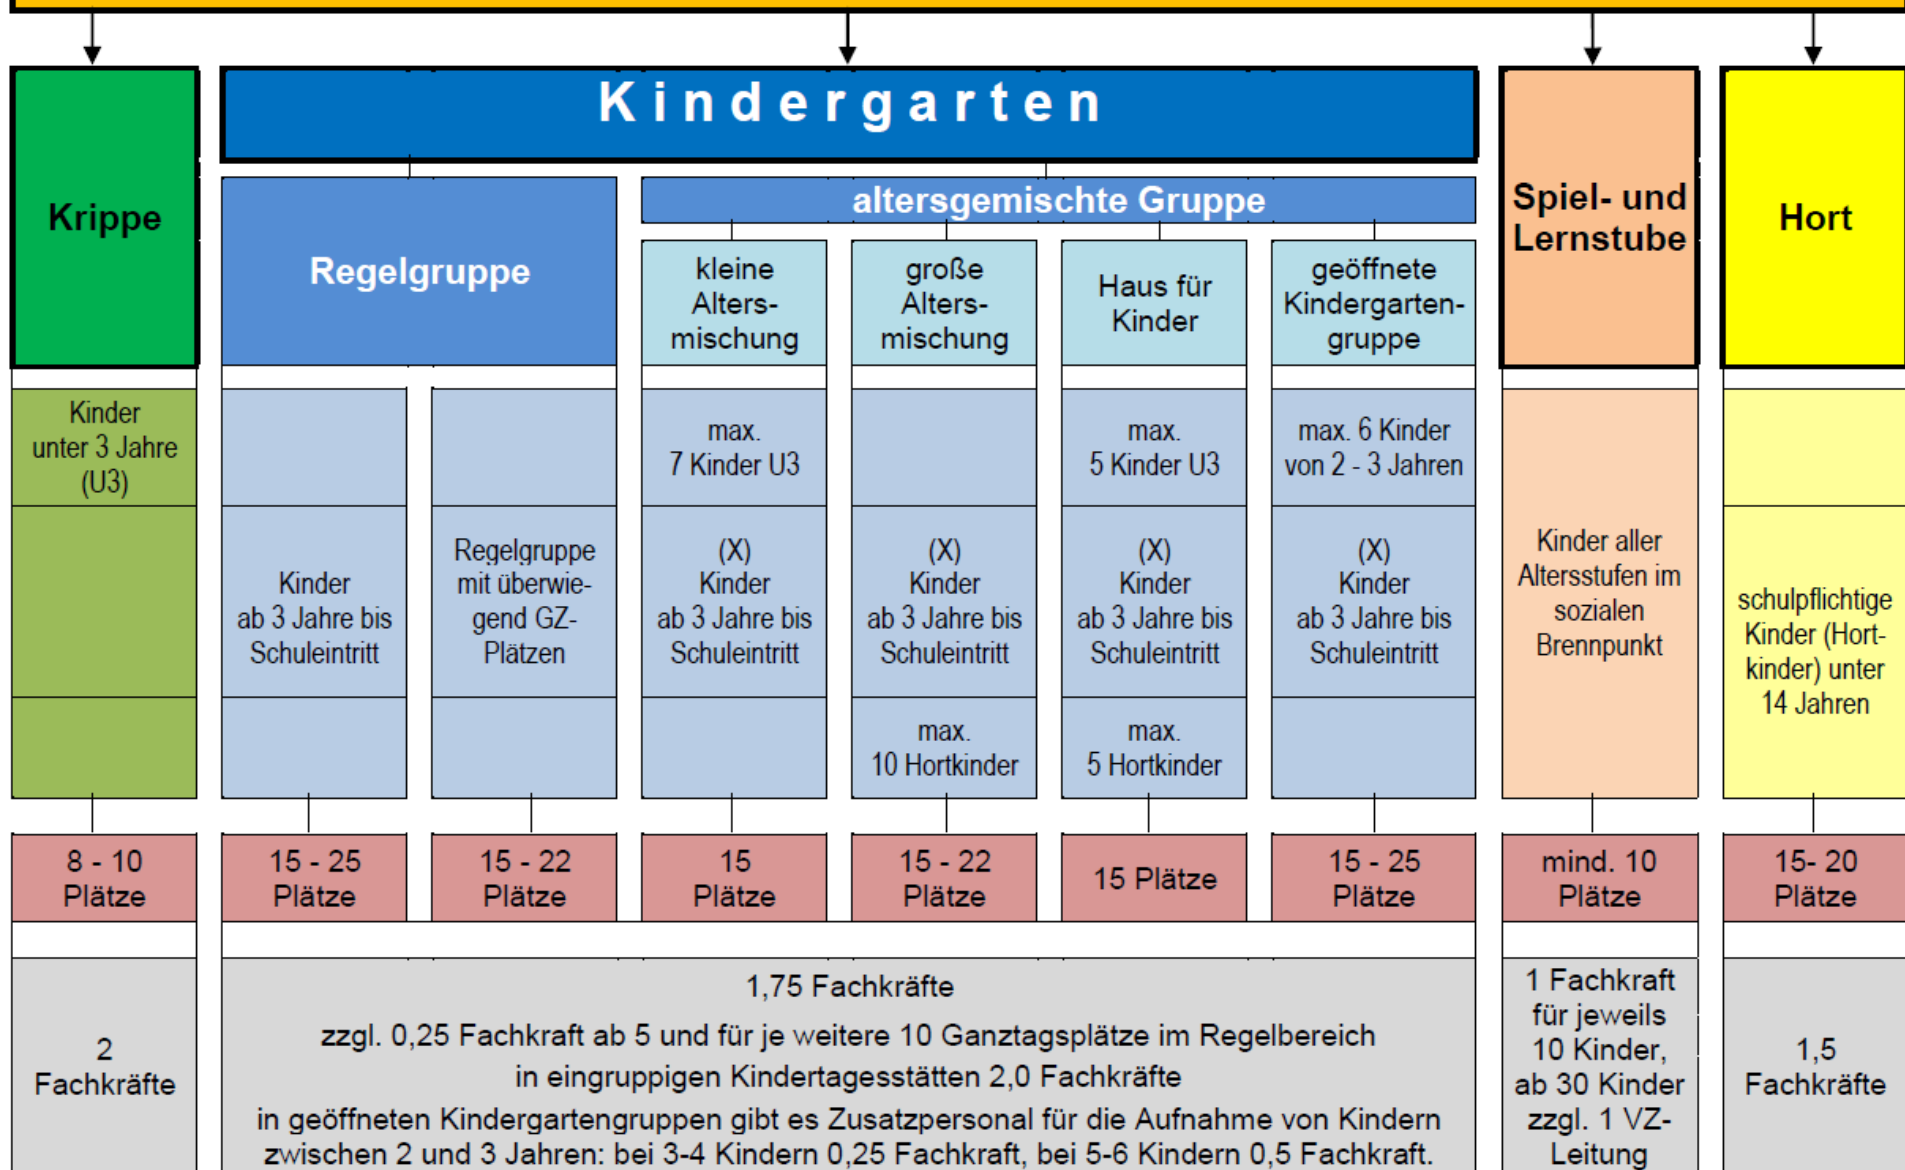 Krippe
Kindergarten
Regelgruppe
altersgemischte Gruppe
kleine
Alters-
mischung
große
Alters-
mischung
Haus für
Kinder
geöffnete
Kindergarten-
gruppe
Spiel- und
Lernstube
Hort
Kinder
unter 3 Jahre
(U3)
max.
7 Kinder U3
max.
5 Kinder U3
max. 6 Kinder
von 2 - 3 Jahren
Kinder
ab 3 Jahre bis
Schuleintritt
Regelgruppe
mit überwie-
gend GZ-
Plätzen
(X)
Kinder
ab 3 Jahre bis
Schuleintritt
(X)
Kinder
ab 3 Jahre bis
Schuleintritt
(X)
Kinder
ab 3 Jahre bis
Schuleintritt
(X)
Kinder
ab 3 Jahre bis
Schuleintritt
Kinder aller
Altersstufen im
sozialen
Brennpunkt
schulpflichtige
Kinder (Hort-
kinder) unter
14 Jahren
max.
10 Hortkinder
max.
5 Hortkinder
8 - 10
Plätze
15 - 25
Plätze
15 - 22
Plätze
15
Plätze
15 - 22
Plätze
15 Plätze
15 - 25
Plätze
mind. 10
Plätze
15- 20
Plätze
2
Fachkräfte
1,75 Fachkräfte
zzgl. 0,25 Fachkraft ab 5 und für je weitere 10 Ganztagsplätze im Regelbereich
in eingruppigen Kindertagesstätten 2,0 Fachkräfte
in geöffneten Kindergartengruppen gibt es Zusatzpersonal für die Aufnahme von Kindern
zwischen 2 und 3 Jahren: bei 3-4 Kindern 0,25 Fachkraft, bei 5-6 Kindern 0,5 Fachkraft.
1 Fachkraft
für jeweils
10 Kinder,
ab 30 Kinder
zzgl. 1 VZ-
Leitung
1,5
Fachkräfte